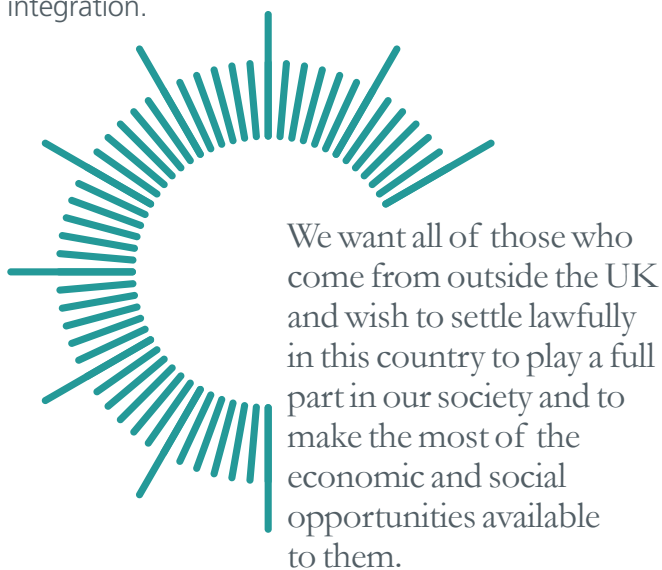 integration.
We want all of those who
come from outside the UK
and wish to settle lawfully
in this country to play a full
part in our society and to
make the most of the
economic and social
opportunities available
to them.